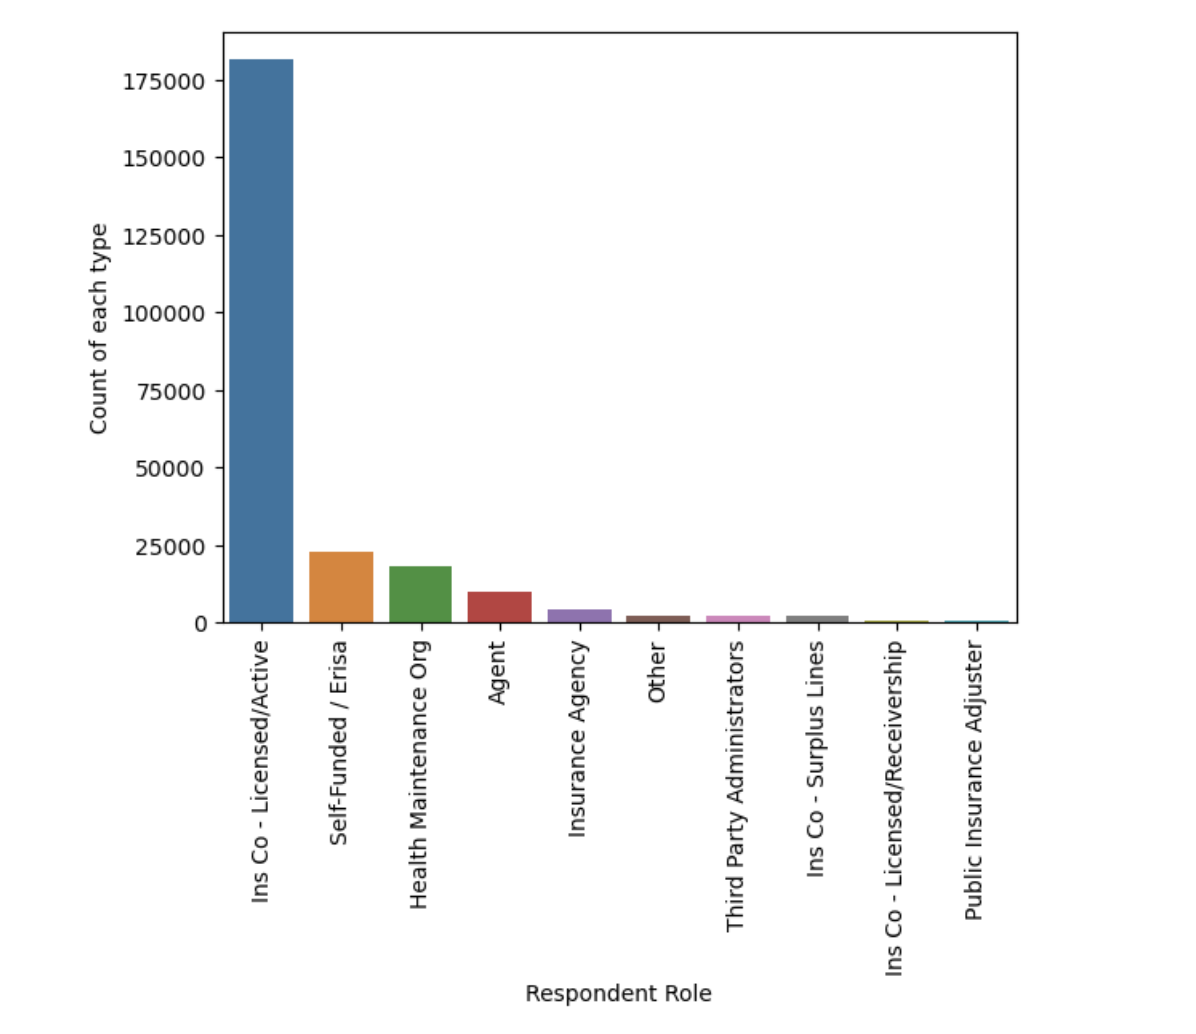 175000
150000
125000
100000
75000
50000
25000
0
Count of each type
Ins Co - Licensed/Active
Self-Funded / Erisa
Health Maintenance Org
Agent
Insurance Agency
Other
Third Party Administrators
Ins Co - Surplus Lines
Ins Co - Licensed/Receivership
Public Insurance Adjuster
Respondent Role